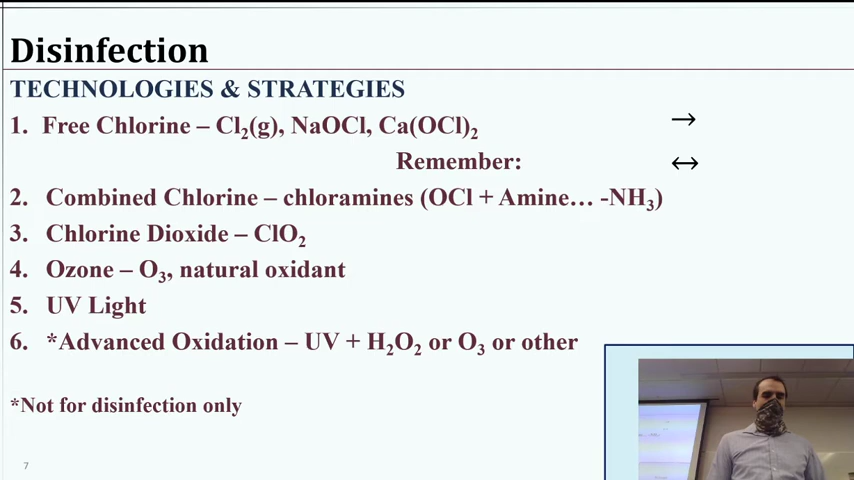 Disinfection
TECHNOLOGIES & STRATEGIES
1. Free Chlorine – Cl₂(g), NaOCl, Ca(OCl)₂ →
Remember: ↔
2. Combined Chlorine – chloramines (OCl + Amine… -NH₃)
3. Chlorine Dioxide – ClO₂
4. Ozone – O₃, natural oxidant
5. UV Light
6. *Advanced Oxidation – UV + H₂O₂ or O₃ or other
*Not for disinfection only
7